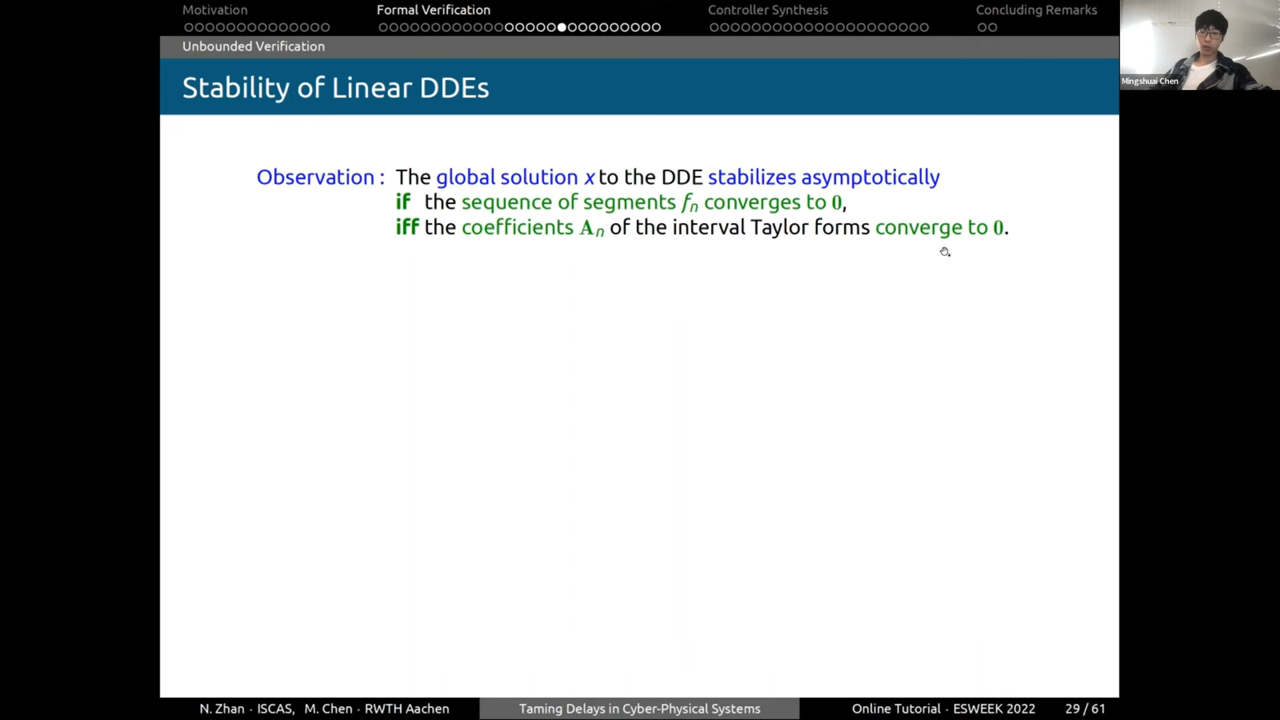 Motivation
Formal Verification
Controller Synthesis
Concluding Remarks
Unbounded Verification
Stability of Linear DDEs
Mingshuai Chen
Observation : The global solution x to the DDE stabilizes asymptotically
if the sequence of segments fₙ converges to 0,
iff the coefficients Aₙ of the interval Taylor forms converge to 0.
N. Zhan · ISCAS, M. Chen · RWTH Aachen
Taming Delays in Cyber-Physical Systems
Online Tutorial · ESWEEK 2022
29 / 61